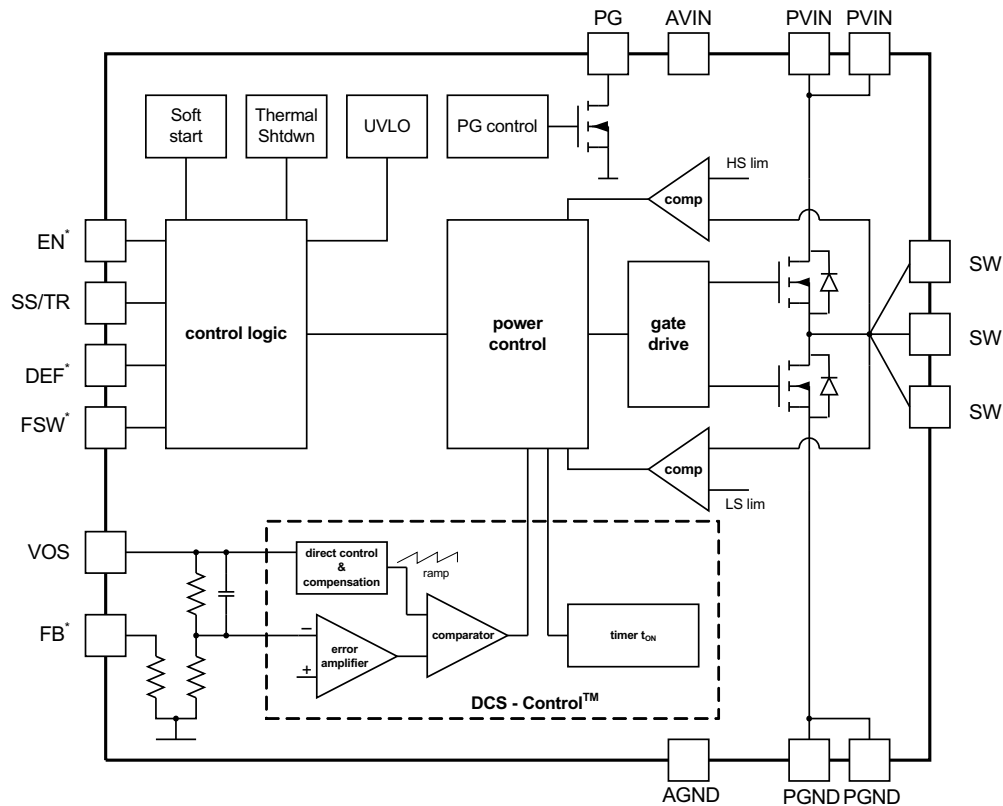 PG
AVIN
PVIN
PVIN
Soft
start
Thermal
Shtdwn
UVLO
PG control
HS lim
comp
EN*
SS/TR
DEF*
FSW*
control logic
power
control
gate
drive
SW
SW
SW
comp
LS lim
VOS
FB*
direct control
&
compensation
ramp
−
+
error
amplifier
comparator
timer tON
DCS - Control™
AGND
PGND
PGND